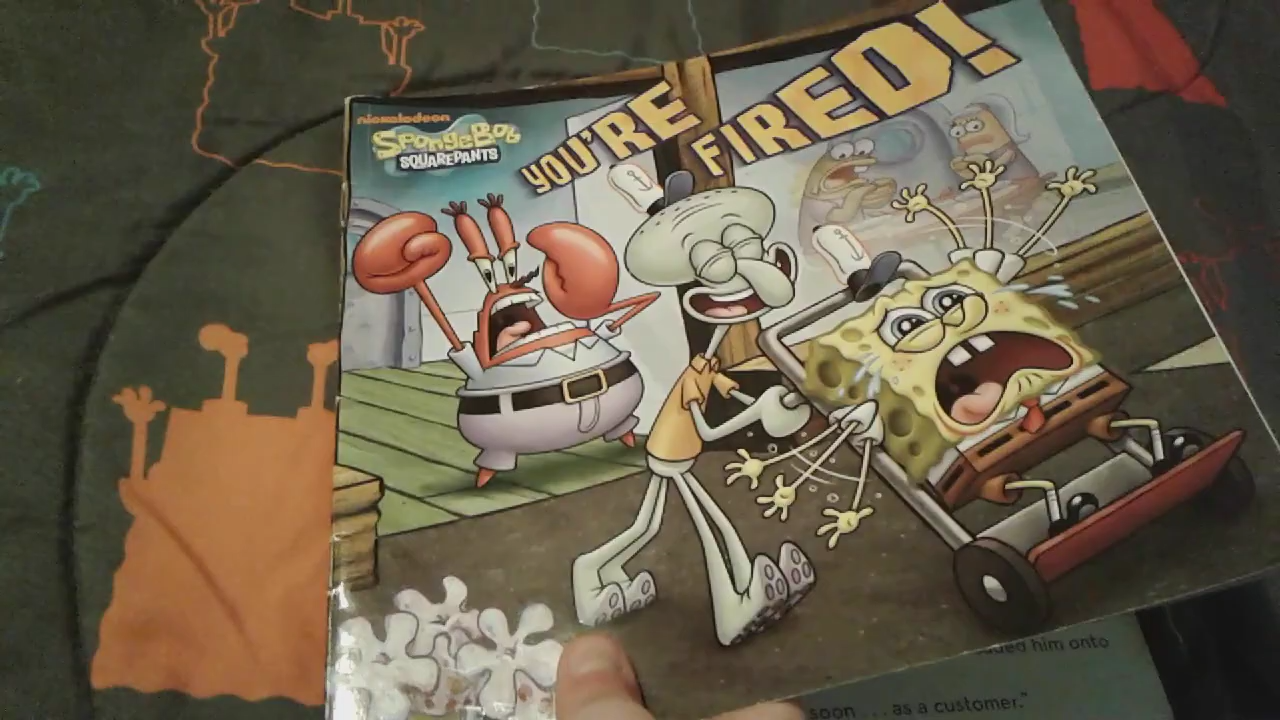 nickelodeon
SPONGEBOB
SQUAREPANTS
YOU'RE
FIRED!
him onto
soon ... as a customer."